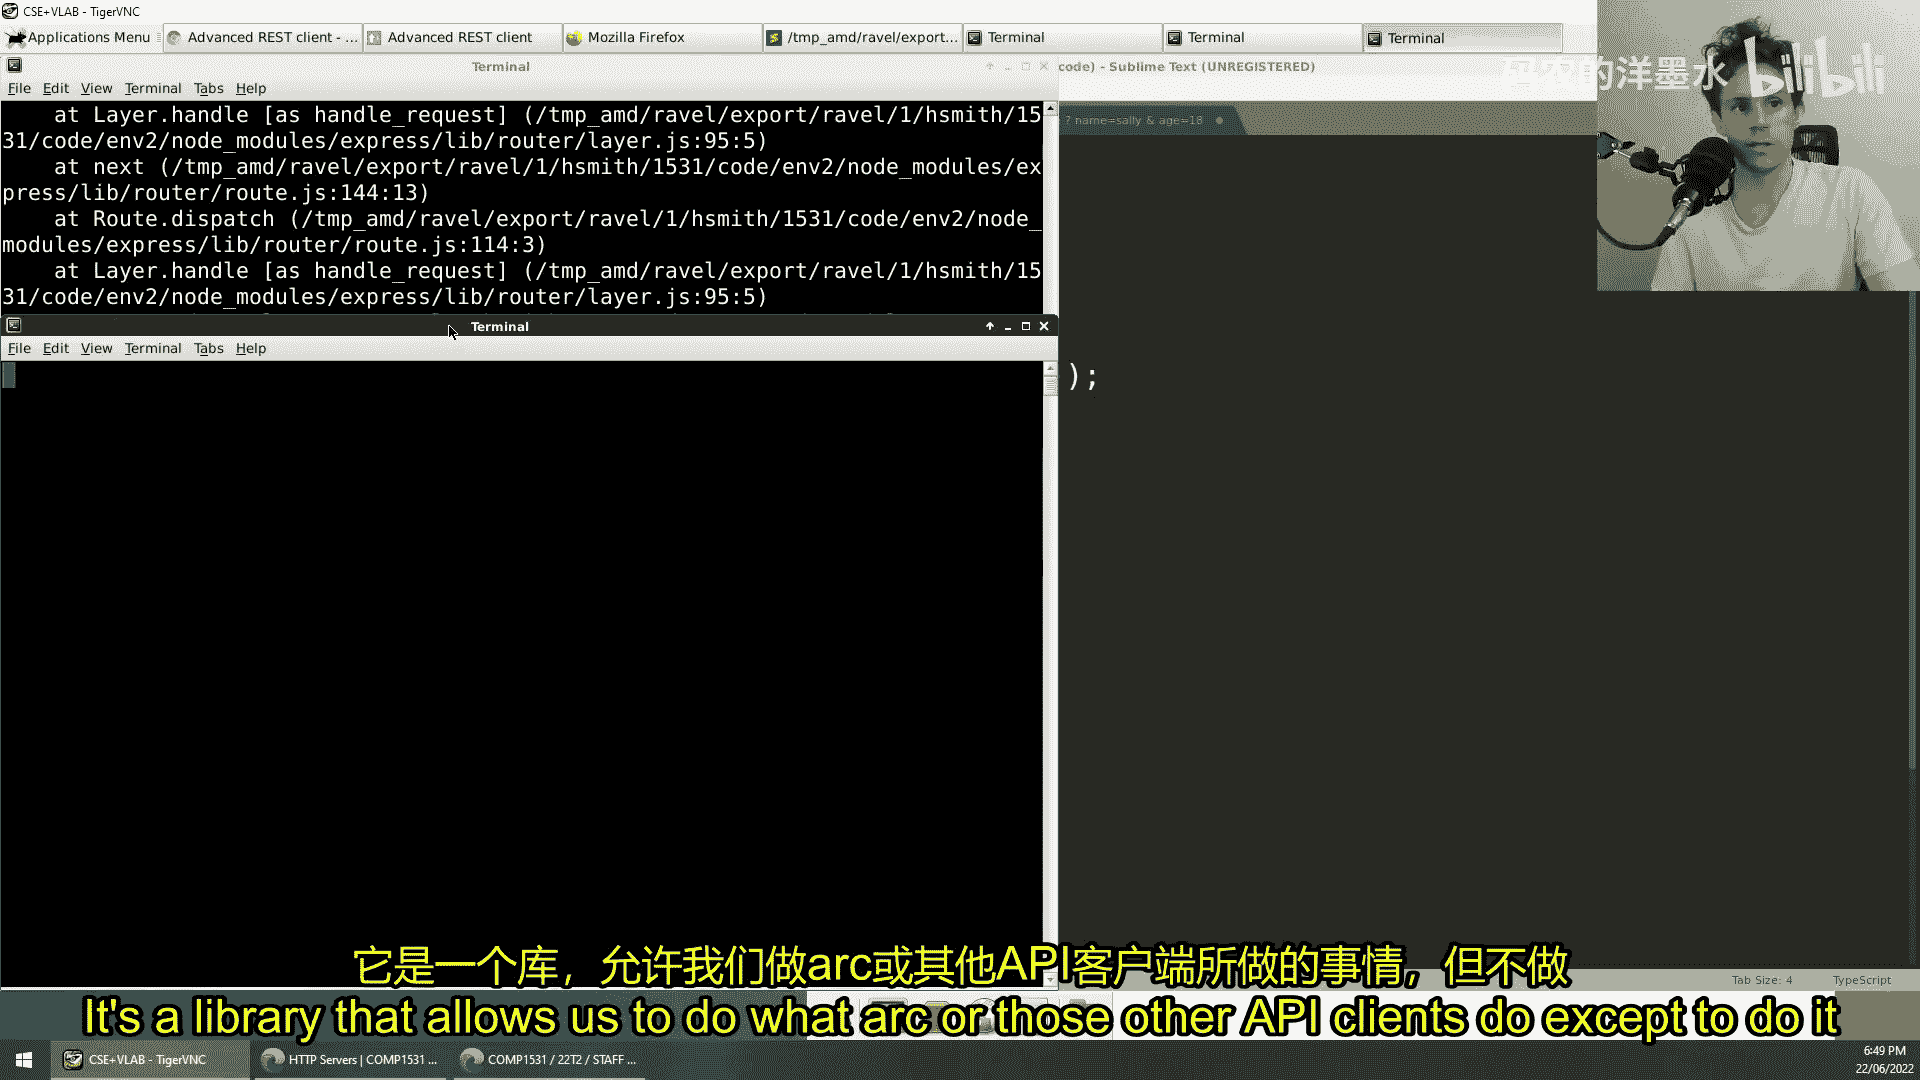 CSE+VLAB - TigerVNC
Applications Menu
Advanced REST client - ...
Advanced REST client
Mozilla Firefox
/tmp_amd/ravel/export...
Terminal
Terminal
Terminal
Terminal
code) - Sublime Text (UNREGISTERED)
的洋墨水 bilibili
File Edit View Terminal Tabs Help
? name=sally & age=18
    at Layer.handle [as handle_request] (/tmp_amd/ravel/export/ravel/1/hsmith/15
31/code/env2/node_modules/express/lib/router/layer.js:95:5)
    at next (/tmp_amd/ravel/export/ravel/1/hsmith/1531/code/env2/node_modules/ex
press/lib/router/route.js:144:13)
    at Route.dispatch (/tmp_amd/ravel/export/ravel/1/hsmith/1531/code/env2/node_
modules/express/lib/router/route.js:114:3)
    at Layer.handle [as handle_request] (/tmp_amd/ravel/export/ravel/1/hsmith/15
31/code/env2/node_modules/express/lib/router/layer.js:95:5)
Terminal
File Edit View Terminal Tabs Help
);
Tab Size: 4
TypeScript
它是一个库，允许我们做arc或其他API客户端所做的事情，但不做
It's a library that allows us to do what arc or those other API clients do except to do it
CSE+VLAB - TigerVNC
HTTP Servers | COMP1531 ...
COMP1531 / 22T2 / STAFF ...
6:49 PM
22/06/2022